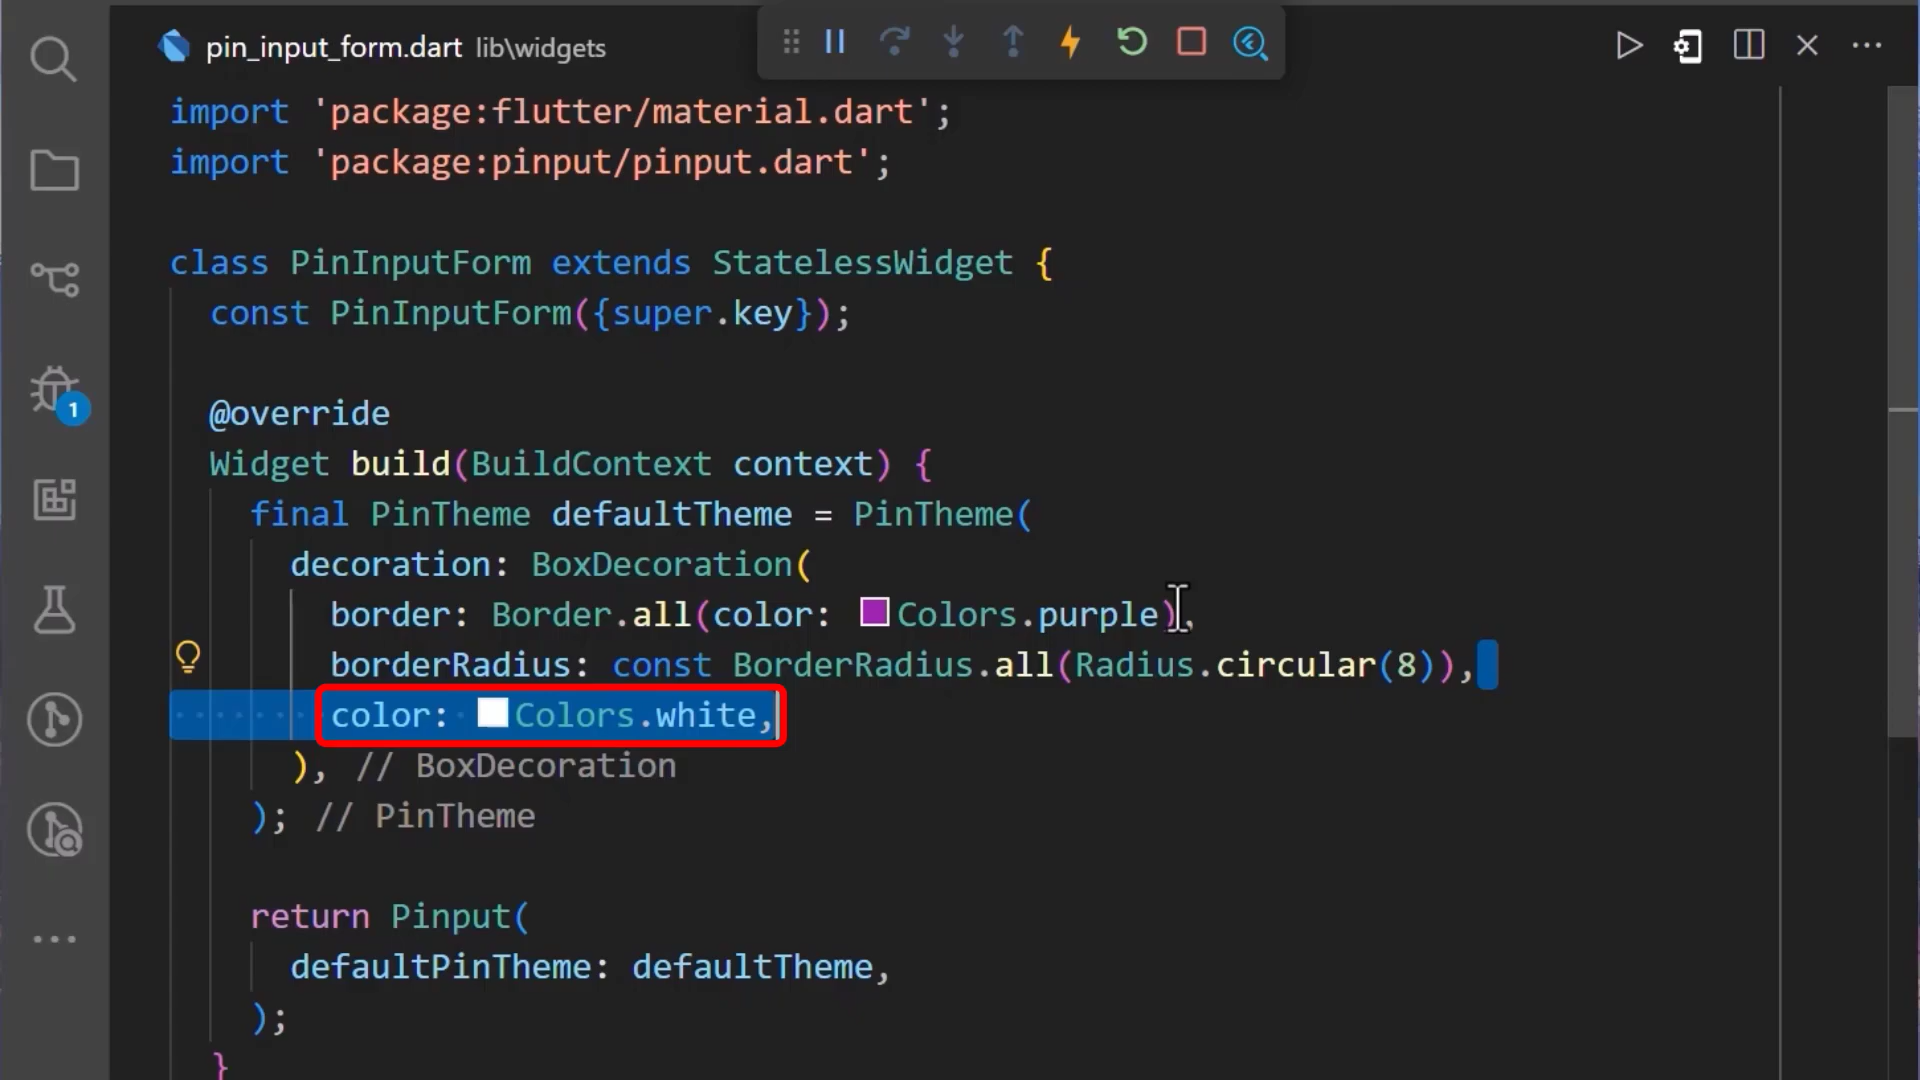 pin_input_form.dart lib\widgets
import 'package:flutter/material.dart';
import 'package:pinput/pinput.dart';
class PinInputForm extends StatelessWidget {
const PinInputForm({super.key});
@override
Widget build(BuildContext context) {
final PinTheme defaultTheme = PinTheme(
decoration: BoxDecoration(
border: Border.all(color: Colors.purple),
borderRadius: const BorderRadius.all(Radius.circular(8)),
color: Colors.white,
), // BoxDecoration
); // PinTheme
return Pinput(
defaultPinTheme: defaultTheme,
);
}
1